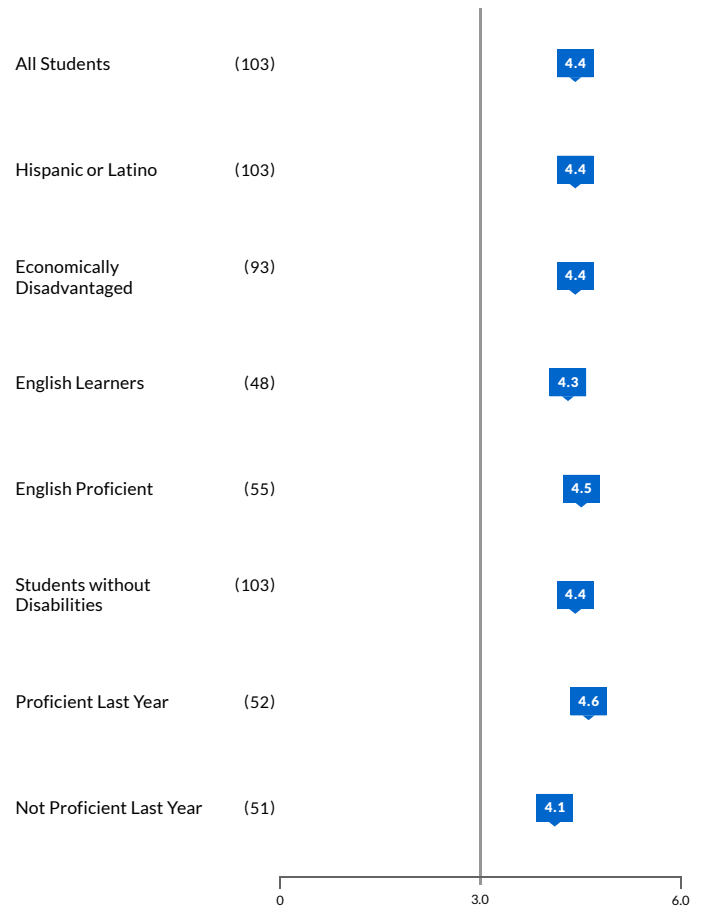 All Students (103) 4.4
Hispanic or Latino (103) 4.4
Economically (93) 4.4
Disadvantaged
English Learners (48) 4.3
English Proficient (55) 4.5
Students without (103) 4.4
Disabilities
Proficient Last Year (52) 4.6
Not Proficient Last Year (51) 4.1
0 3.0 6.0